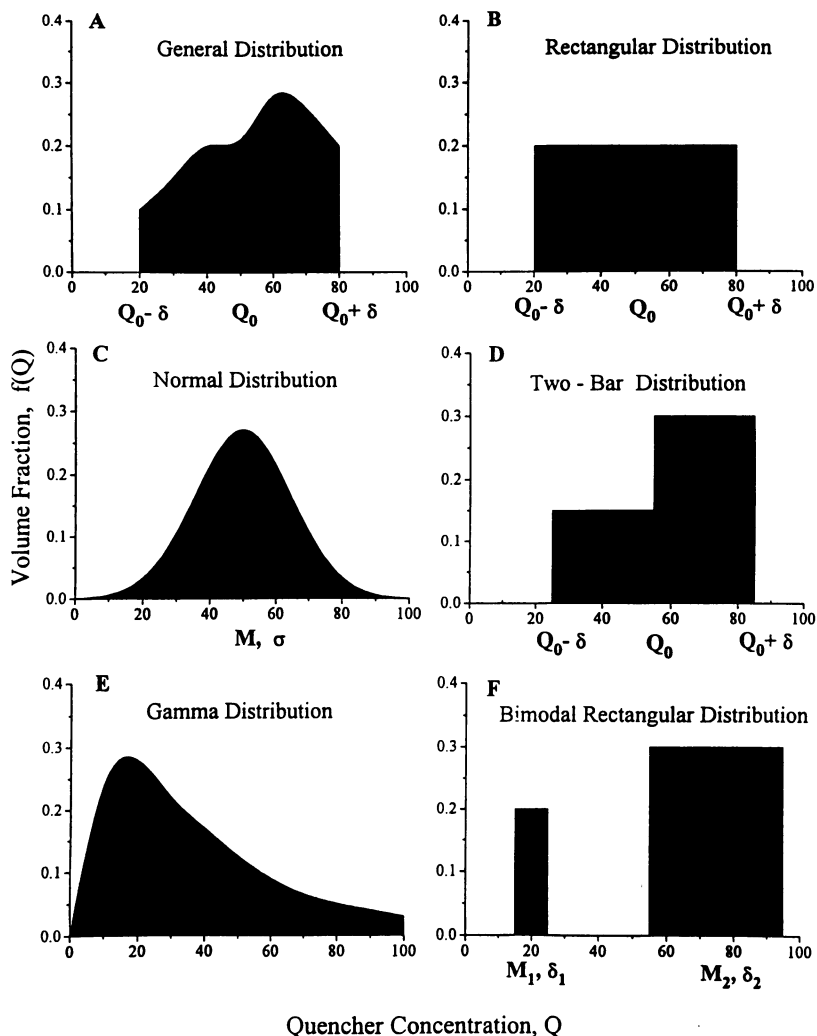 A
General Distribution
0.4
0.3
0.2
0.1
0.0
0 20 40 60 80 100
Q₀- δ Q₀ Q₀+ δ
B
Rectangular Distribution
0.4
0.3
0.2
0.1
0.0
0 20 40 60 80 100
Q₀- δ Q₀ Q₀+ δ
Volume Fraction, f(Q)
C
Normal Distribution
0.4
0.3
0.2
0.1
0.0
0 20 40 60 80 100
M, σ
D
Two - Bar Distribution
0.4
0.3
0.2
0.1
0.0
0 20 40 60 80 100
Q₀- δ Q₀ Q₀+ δ
E
Gamma Distribution
0.4
0.3
0.2
0.1
0.0
0 20 40 60 80 100
F
Bimodal Rectangular Distribution
0.4
0.3
0.2
0.1
0.0
0 20 40 60 80 100
M₁, δ₁ M₂, δ₂
Quencher Concentration, Q